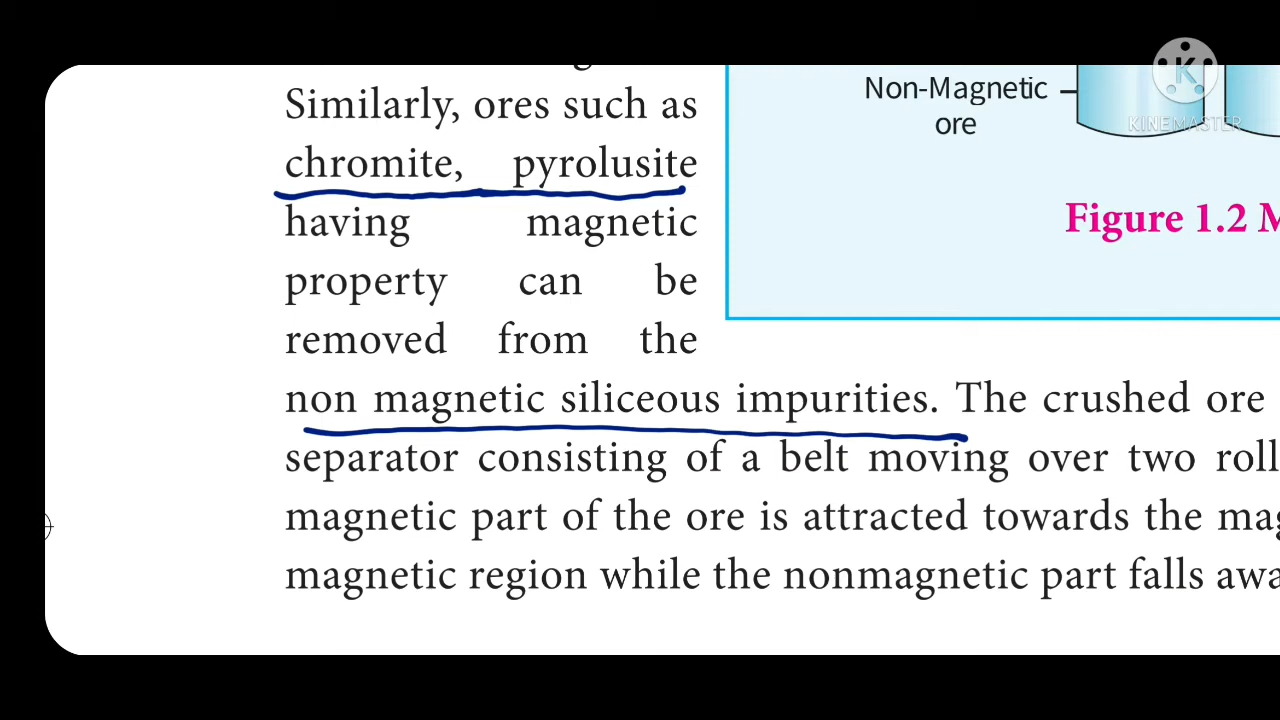 Similarly, ores such as
chromite, pyrolusite
having magnetic
property can be
removed from the
non magnetic siliceous impurities. The crushed ore
separator consisting of a belt moving over two roll
magnetic part of the ore is attracted towards the mag
magnetic region while the nonmagnetic part falls awa
Non-Magnetic
ore
Figure 1.2 M
K
KINEMASTER